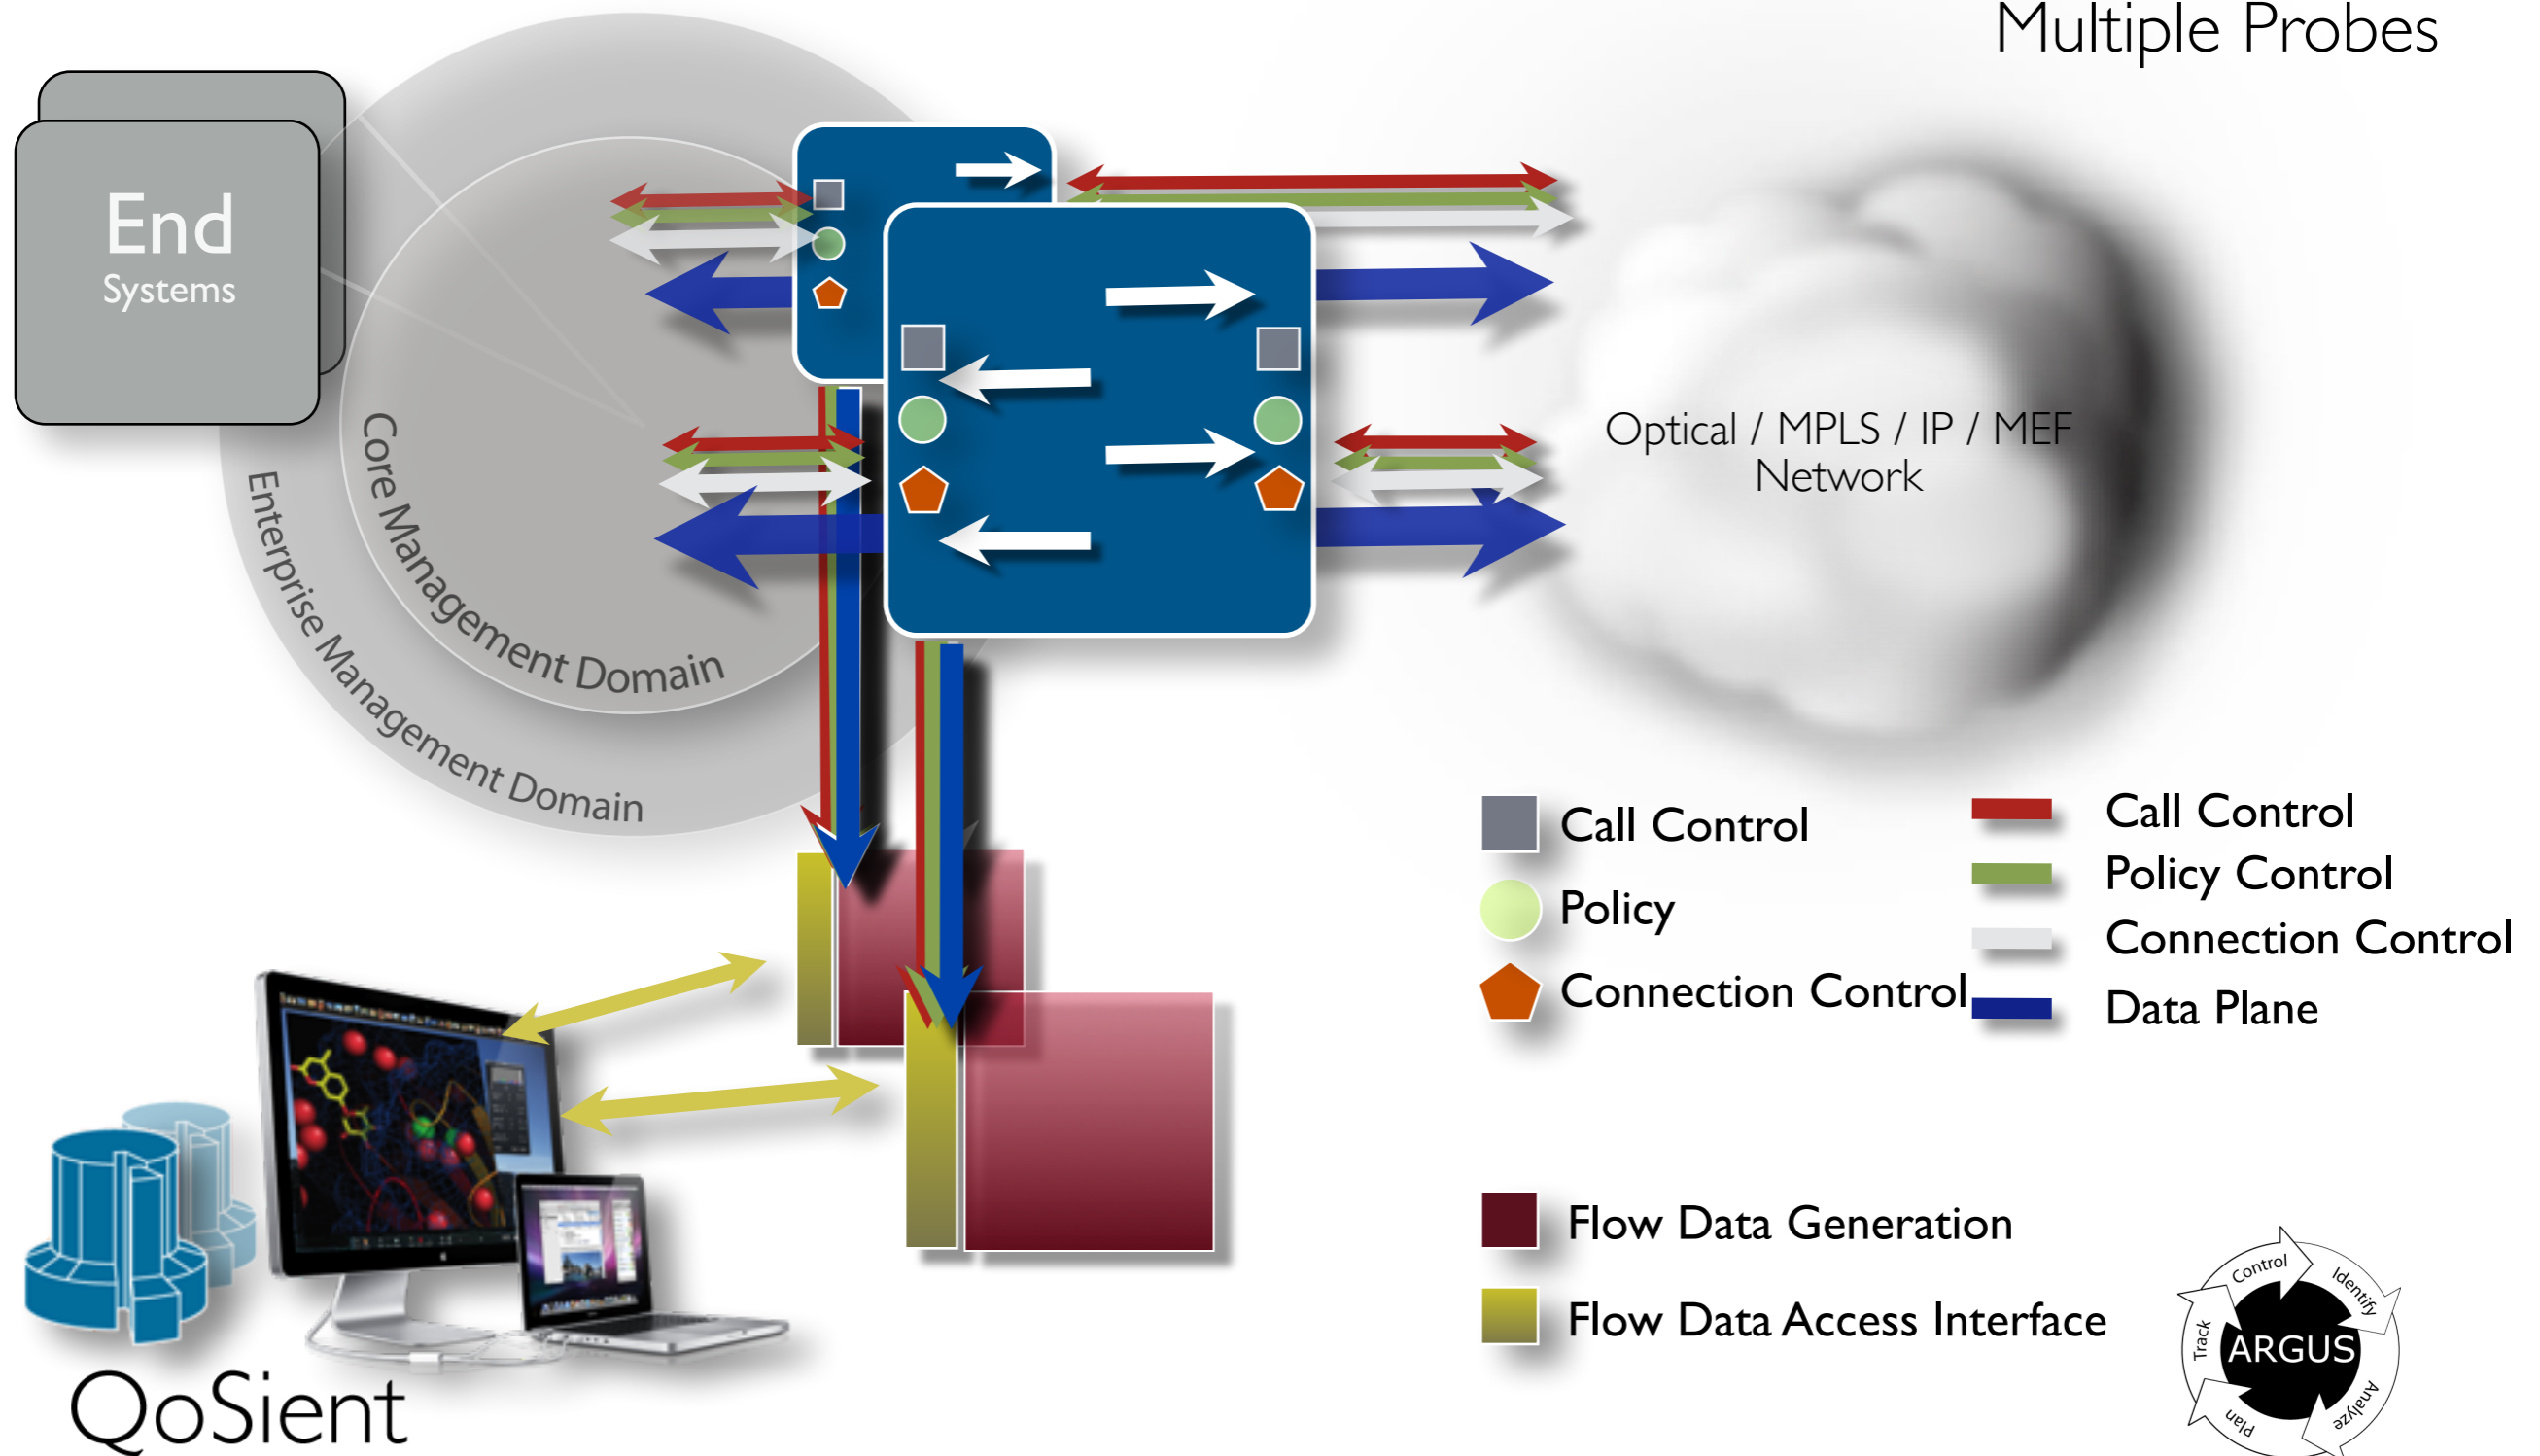 Multiple Probes
End
Systems
Core Management Domain
Enterprise Management Domain
Optical / MPLS / IP / MEF
Network
Call Control
Policy
Connection Control
Call Control
Policy Control
Connection Control
Data Plane
Flow Data Generation
Flow Data Access Interface
QoSient
Control
Identify
Analyze
Plan
Track
ARGUS